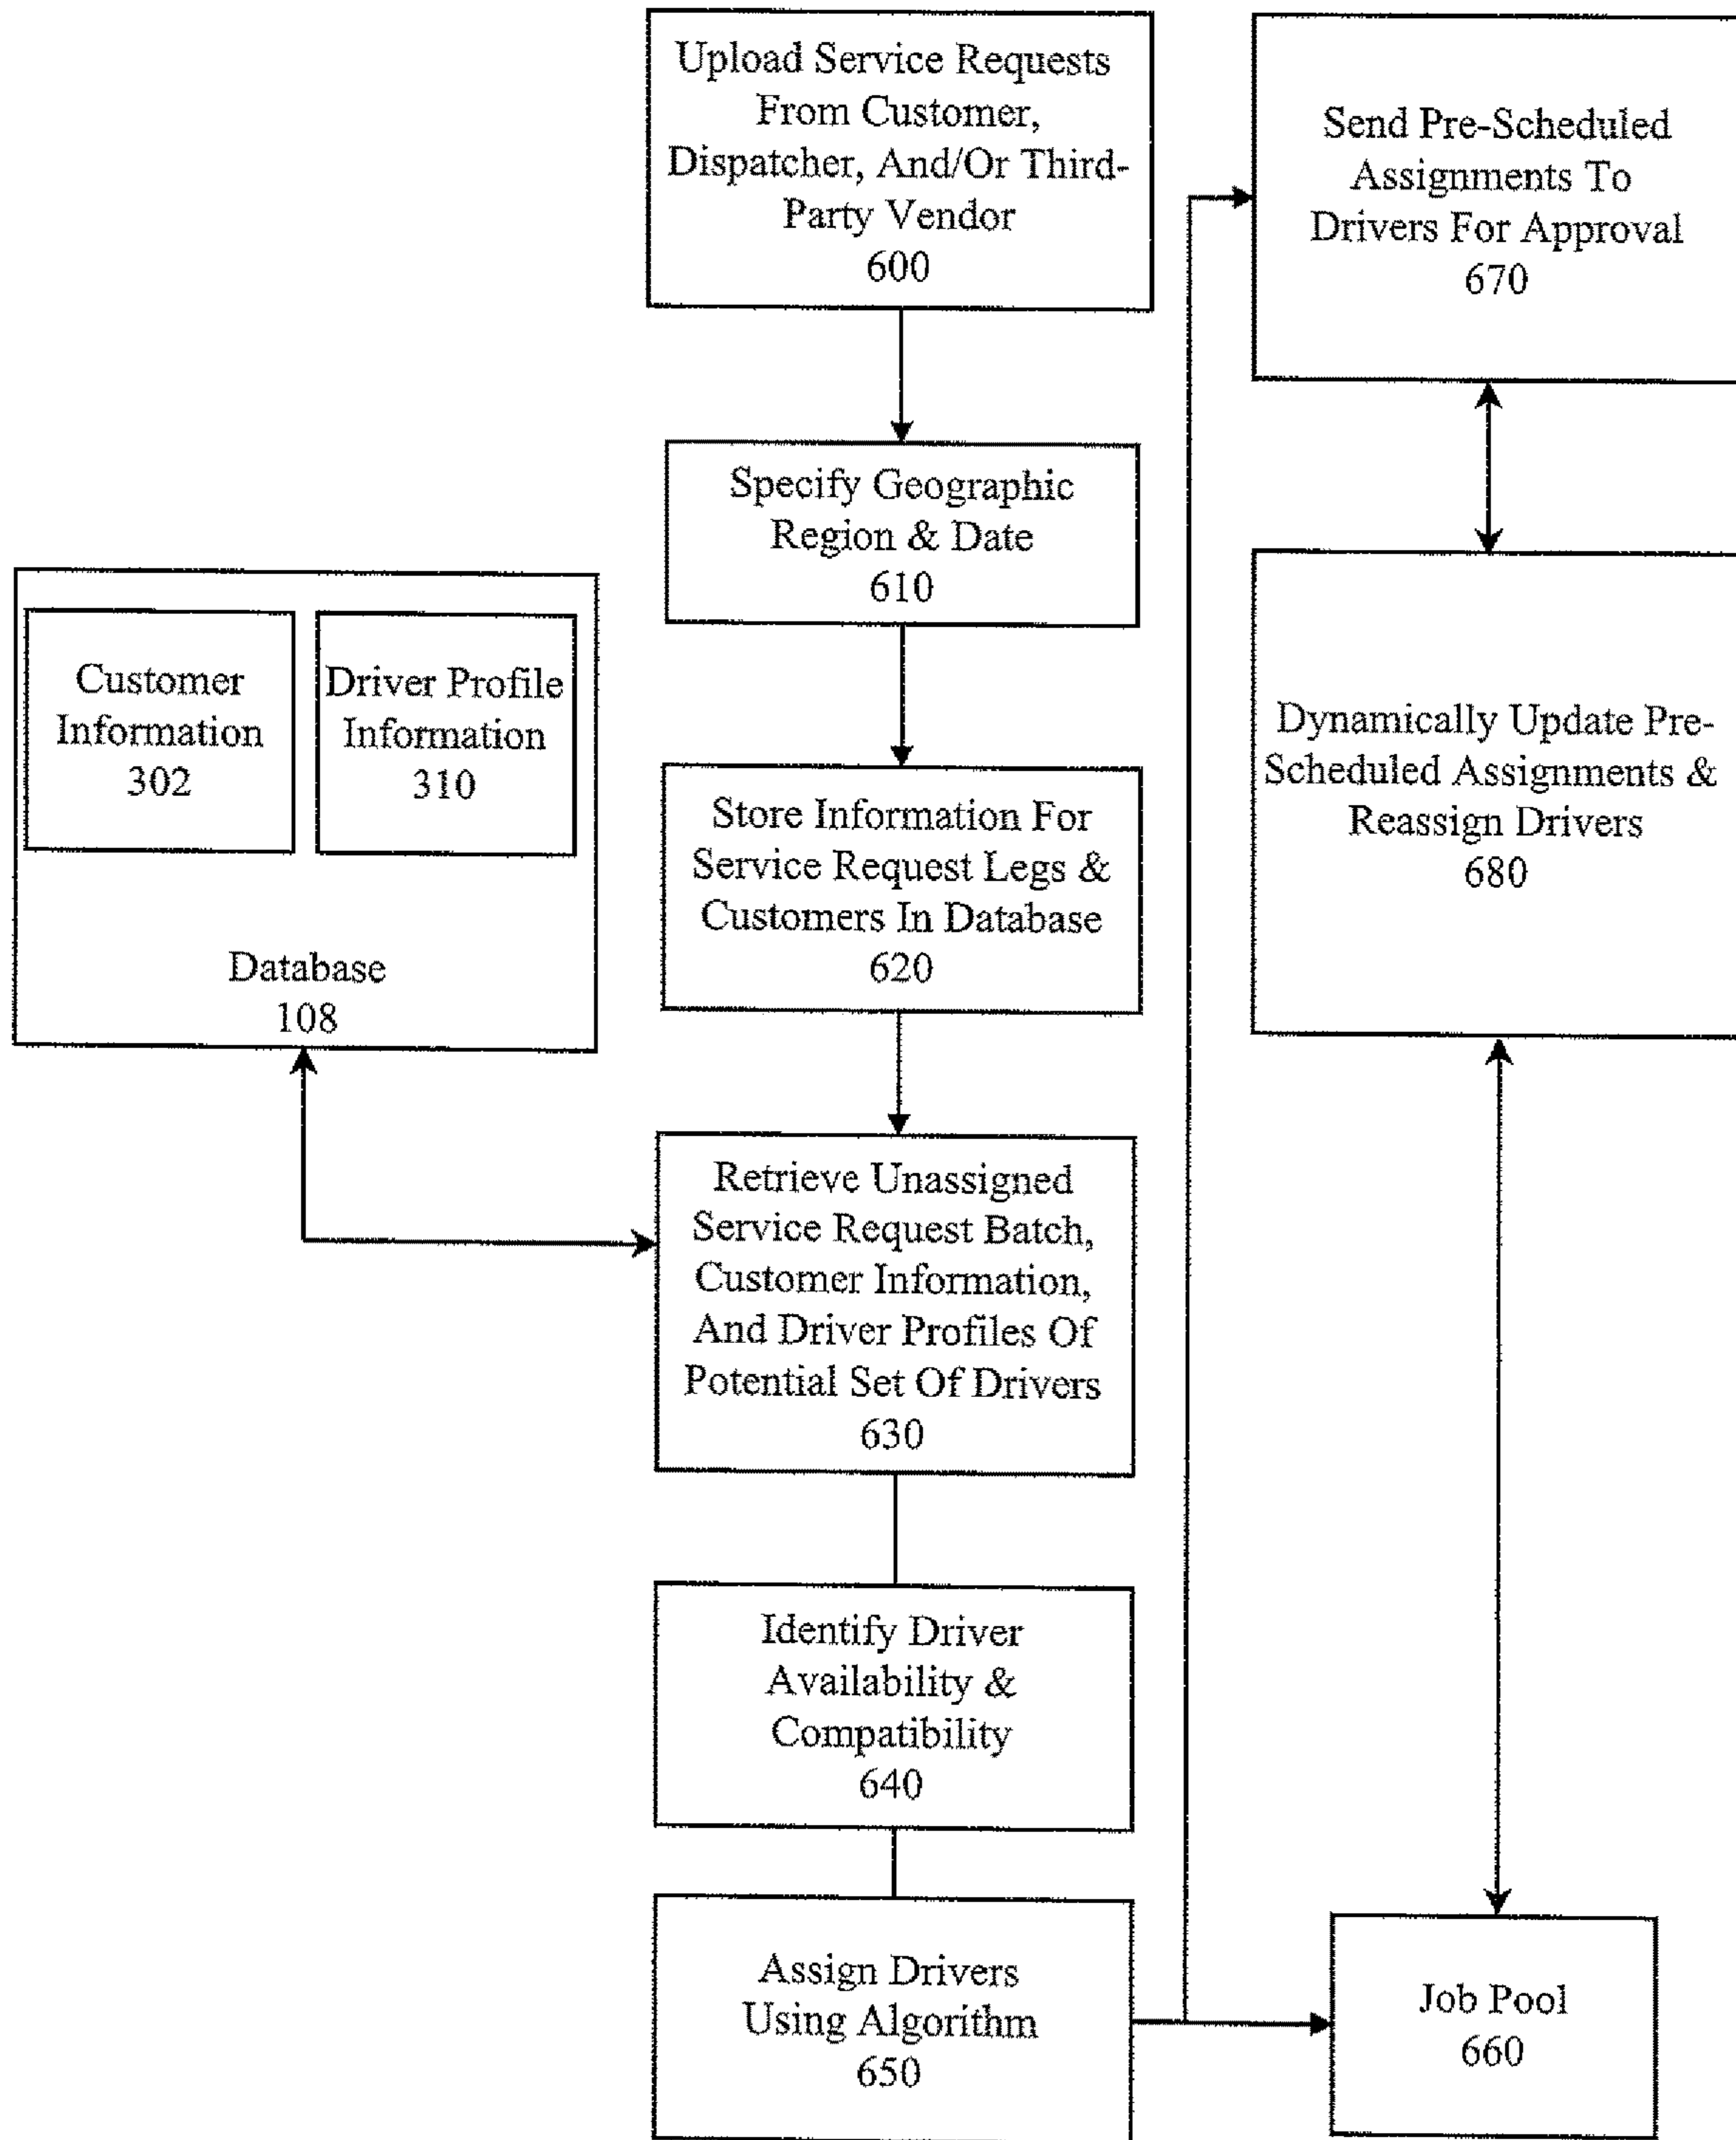 Upload Service Requests
From Customer,
Dispatcher, And/Or Third-
Party Vendor
600
Specify Geographic
Region & Date
610
Customer
Information
302
Driver Profile
Information
310
Database
108
Store Information For
Service Request Legs &
Customers In Database
620
Retrieve Unassigned
Service Request Batch,
Customer Information,
And Driver Profiles Of
Potential Set Of Drivers
630
Identify Driver
Availability &
Compatibility
640
Assign Drivers
Using Algorithm
650
Job Pool
660
Send Pre-Scheduled
Assignments To
Drivers For Approval
670
Dynamically Update Pre-
Scheduled Assignments &
Reassign Drivers
680